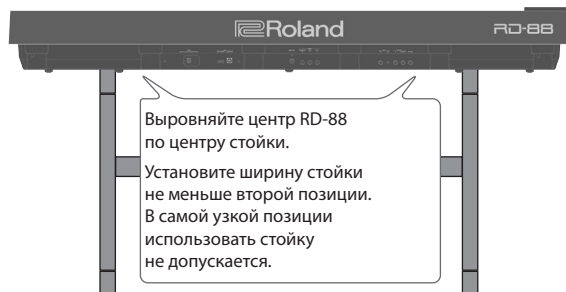 Roland
RD-88
Выровняйте центр RD-88
по центру стойки.
Установите ширину стойки
не меньше второй позиции.
В самой узкой позиции
использовать стойку
не допускается.